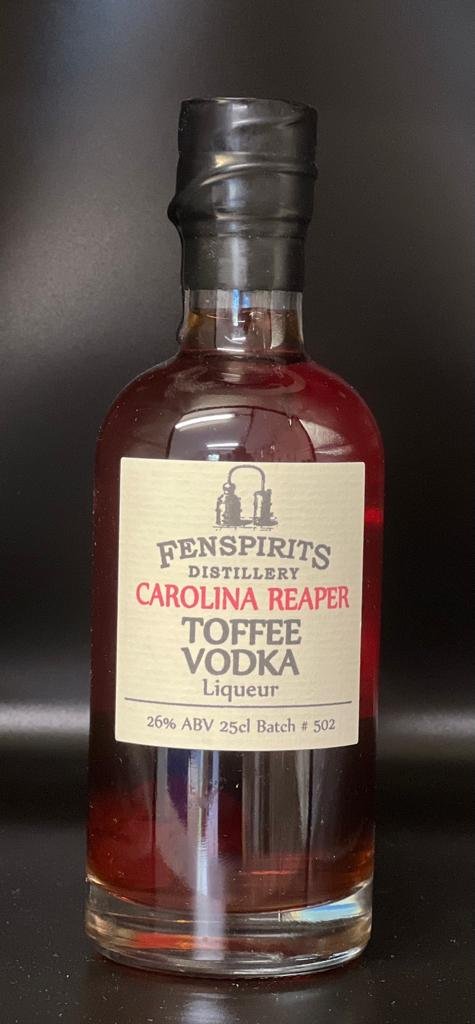 FENSPIRITS
DISTILLERY
CAROLINA REAPER
TOFFEE
VODKA
Liqueur
26% ABV 25cl Batch # 502